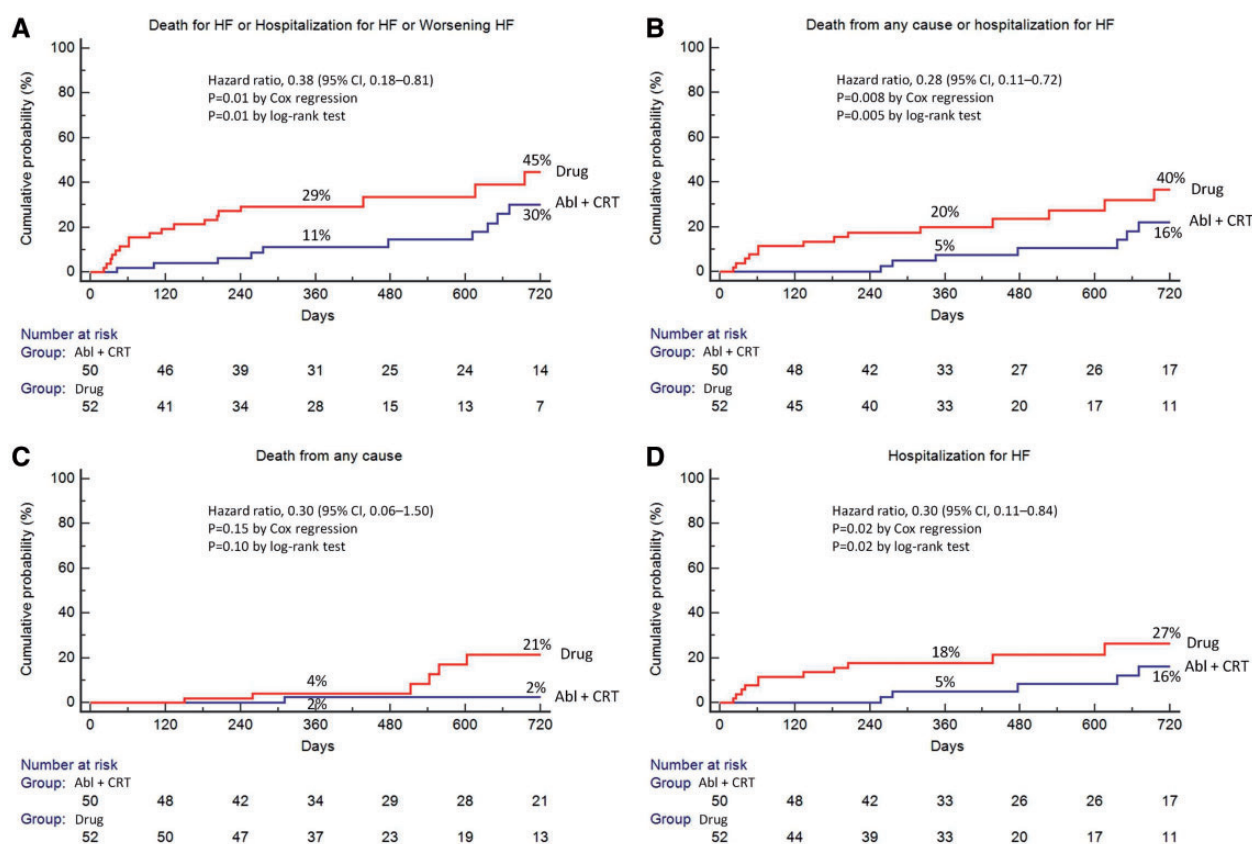 A
Death for HF or Hospitalization for HF or Worsening HF
Cumulative probability (%)
100
80
60
40
20
0
Hazard ratio, 0.38 (95% CI, 0.18–0.81)
P=0.01 by Cox regression
P=0.01 by log-rank test
29%
45%
Drug
11%
Abl + CRT
30%
0 120 240 360 480 600 720
Days
Number at risk
Group: Abl + CRT
50 46 39 31 25 24 14
Group: Drug
52 41 34 28 15 13 7
B
Death from any cause or hospitalization for HF
Cumulative probability (%)
100
80
60
40
20
0
Hazard ratio, 0.28 (95% CI, 0.11–0.72)
P=0.008 by Cox regression
P=0.005 by log-rank test
20%
40%
Drug
5%
Abl + CRT
16%
0 120 240 360 480 600 720
Days
Number at risk
Group: Abl + CRT
50 48 42 33 27 26 17
Group: Drug
52 45 40 33 20 17 11
C
Death from any cause
Cumulative probability (%)
100
80
60
40
20
0
Hazard ratio, 0.30 (95% CI, 0.06–1.50)
P=0.15 by Cox regression
P=0.10 by log-rank test
4%
21%
Drug
2%
2%
Abl + CRT
0 120 240 360 480 600 720
Days
Number at risk
Group: Abl + CRT
50 48 42 34 29 28 21
Group: Drug
52 50 47 37 23 19 13
D
Hospitalization for HF
Cumulative probability (%)
100
80
60
40
20
0
Hazard ratio, 0.30 (95% CI, 0.11–0.84)
P=0.02 by Cox regression
P=0.02 by log-rank test
18%
27%
Drug
5%
Abl + CRT
16%
0 120 240 360 480 600 720
Days
Number at risk
Group Abl + CRT
50 48 42 33 26 26 17
Group Drug
52 44 39 33 20 17 11